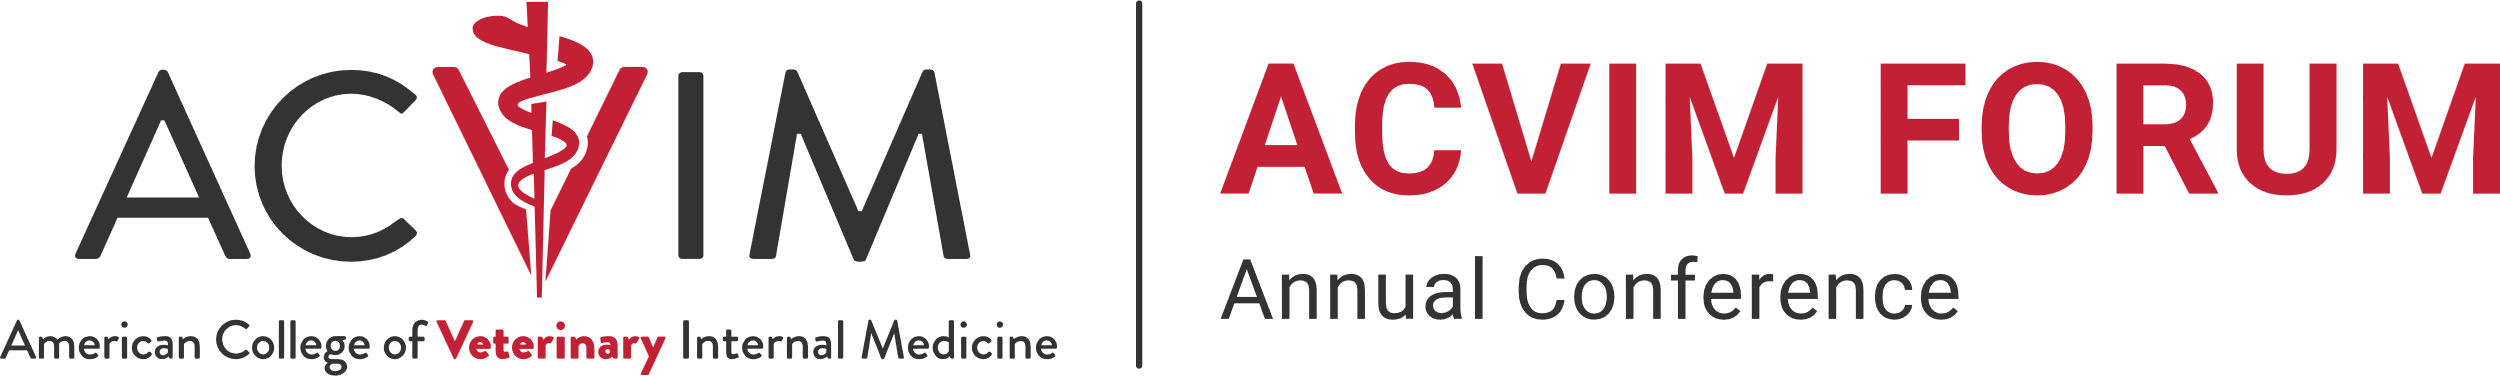 ACVIM
American College of Veterinary Internal Medicine
ACVIM FORUM
Annual Conference